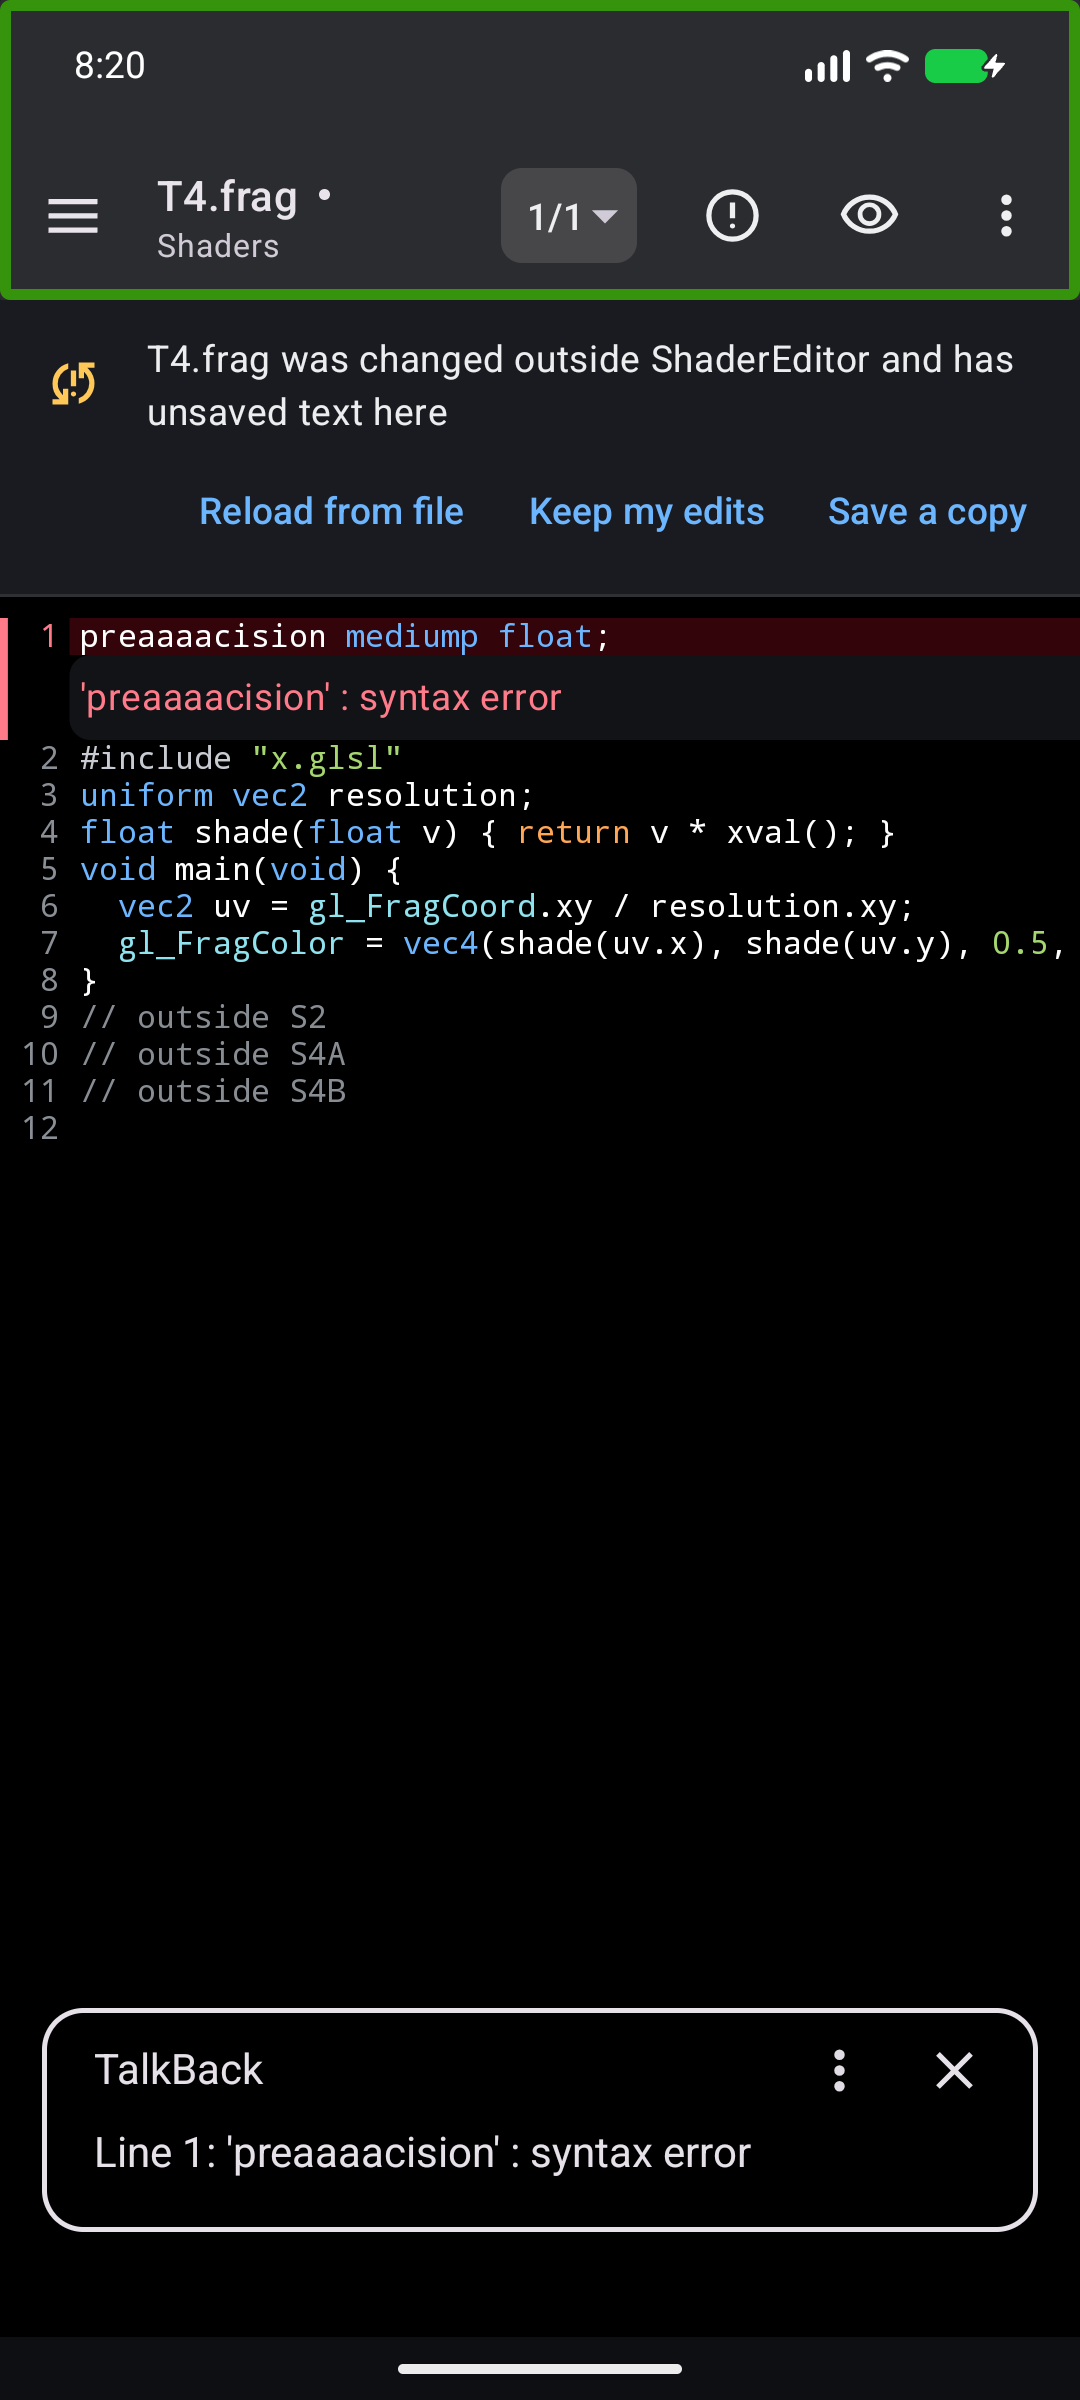 8:20
T4.frag •
Shaders
1/1
T4.frag was changed outside ShaderEditor and has
unsaved text here
Reload from file Keep my edits Save a copy
1 preaaaacision mediump float;
'preaaaacision' : syntax error
2 #include "x.glsl"
3 uniform vec2 resolution;
4 float shade(float v) { return v * xval(); }
5 void main(void) {
6   vec2 uv = gl_FragCoord.xy / resolution.xy;
7   gl_FragColor = vec4(shade(uv.x), shade(uv.y), 0.5,
8 }
9 // outside S2
10 // outside S4A
11 // outside S4B
12
TalkBack
Line 1: 'preaaaacision' : syntax error